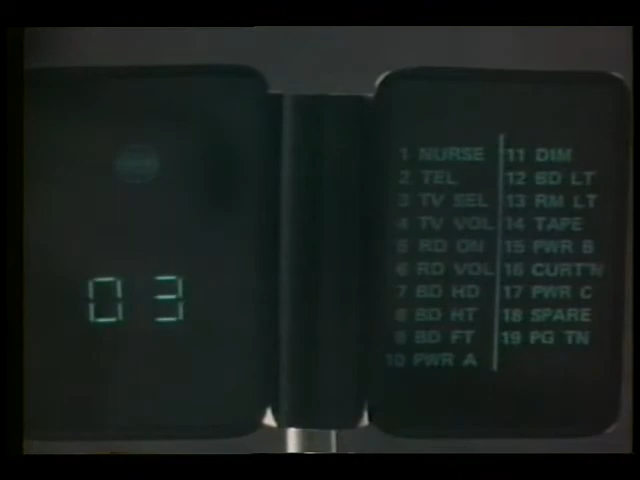 03
1 NURSE
2 TEL
3 TV SEL
4 TV VOL
5 RD ON
6 RD VOL
7 BD HD
8 BD HT
9 BD FT
10 PWR A
11 DIM
12 BD LT
13 RM LT
14 TAPE
15 PWR B
16 CURT'N
17 PWR C
18 SPARE
19 PG TN